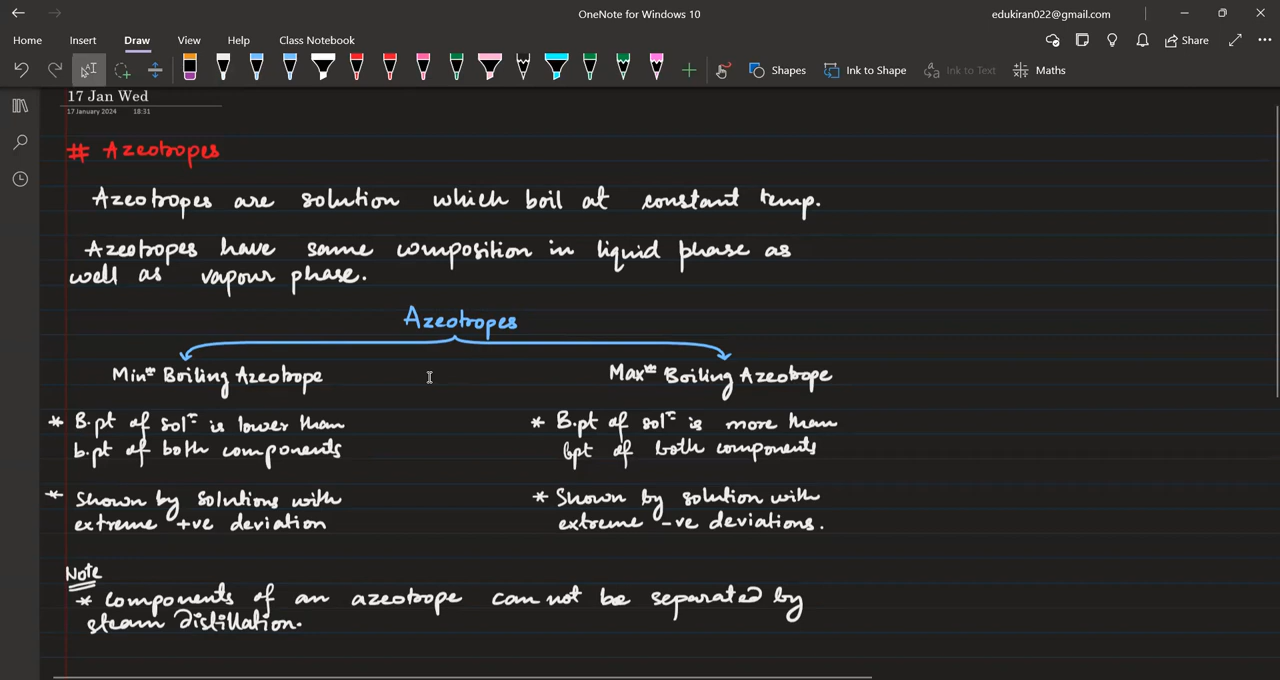 OneNote for Windows 10
edukiran022@gmail.com
Home Insert Draw View Help Class Notebook
Share
Shapes Ink to Shape Ink to Text Maths
17 Jan Wed
17 January 2024 18:31
# Azeotropes
Azeotropes are solution which boil at constant temp.
Azeotropes have same composition in liquid phase as
well as vapour phase.
Azeotropes
Minm Boiling Azeotrope
* B.pt of soln is lower than
b.pt of both components
* Shown by solutions with
extreme +ve deviation
Maxm Boiling Azeotrope
* B.pt of soln is more than
bpt of both components
* Shown by solution with
extreme -ve deviations.
Note
* Components of an azeotrope can not be separated by
steam distillation.